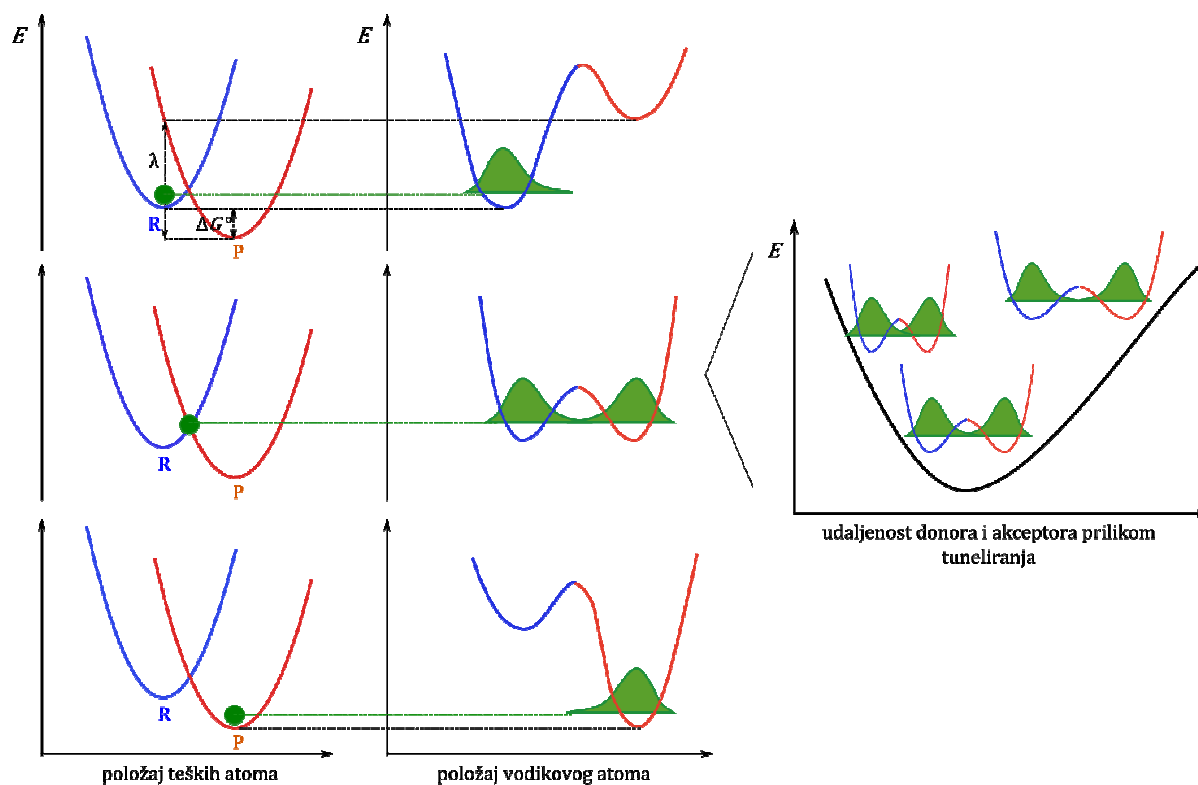 E
E
λ
R
ΔG°
P
E
R
P
R
P
udaljenost donora i akceptora prilikom
tuneliranja
položaj teških atoma
položaj vodikovog atoma